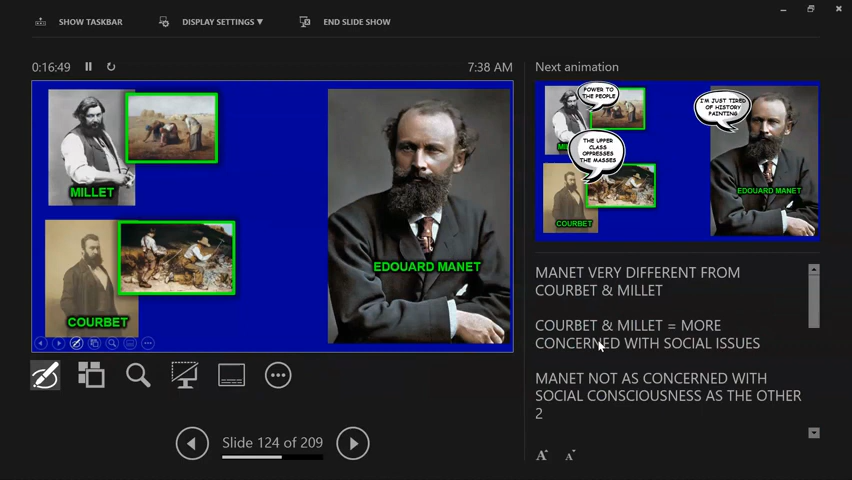 SHOW TASKBAR
DISPLAY SETTINGS ▼
END SLIDE SHOW
0:16:49
7:38 AM
MILLET
COURBET
EDOUARD MANET
Next animation
POWER TO
THE PEOPLE
THE UPPER
CLASS
OPPRESSES
THE MASSES
COURBET
I'M JUST TIRED
OF HISTORY
PAINTING
EDOUARD MANET
MANET VERY DIFFERENT FROM
COURBET & MILLET
COURBET & MILLET = MORE
CONCERNED WITH SOCIAL ISSUES
MANET NOT AS CONCERNED WITH
SOCIAL CONSCIOUSNESS AS THE OTHER
2
Slide 124 of 209
A A